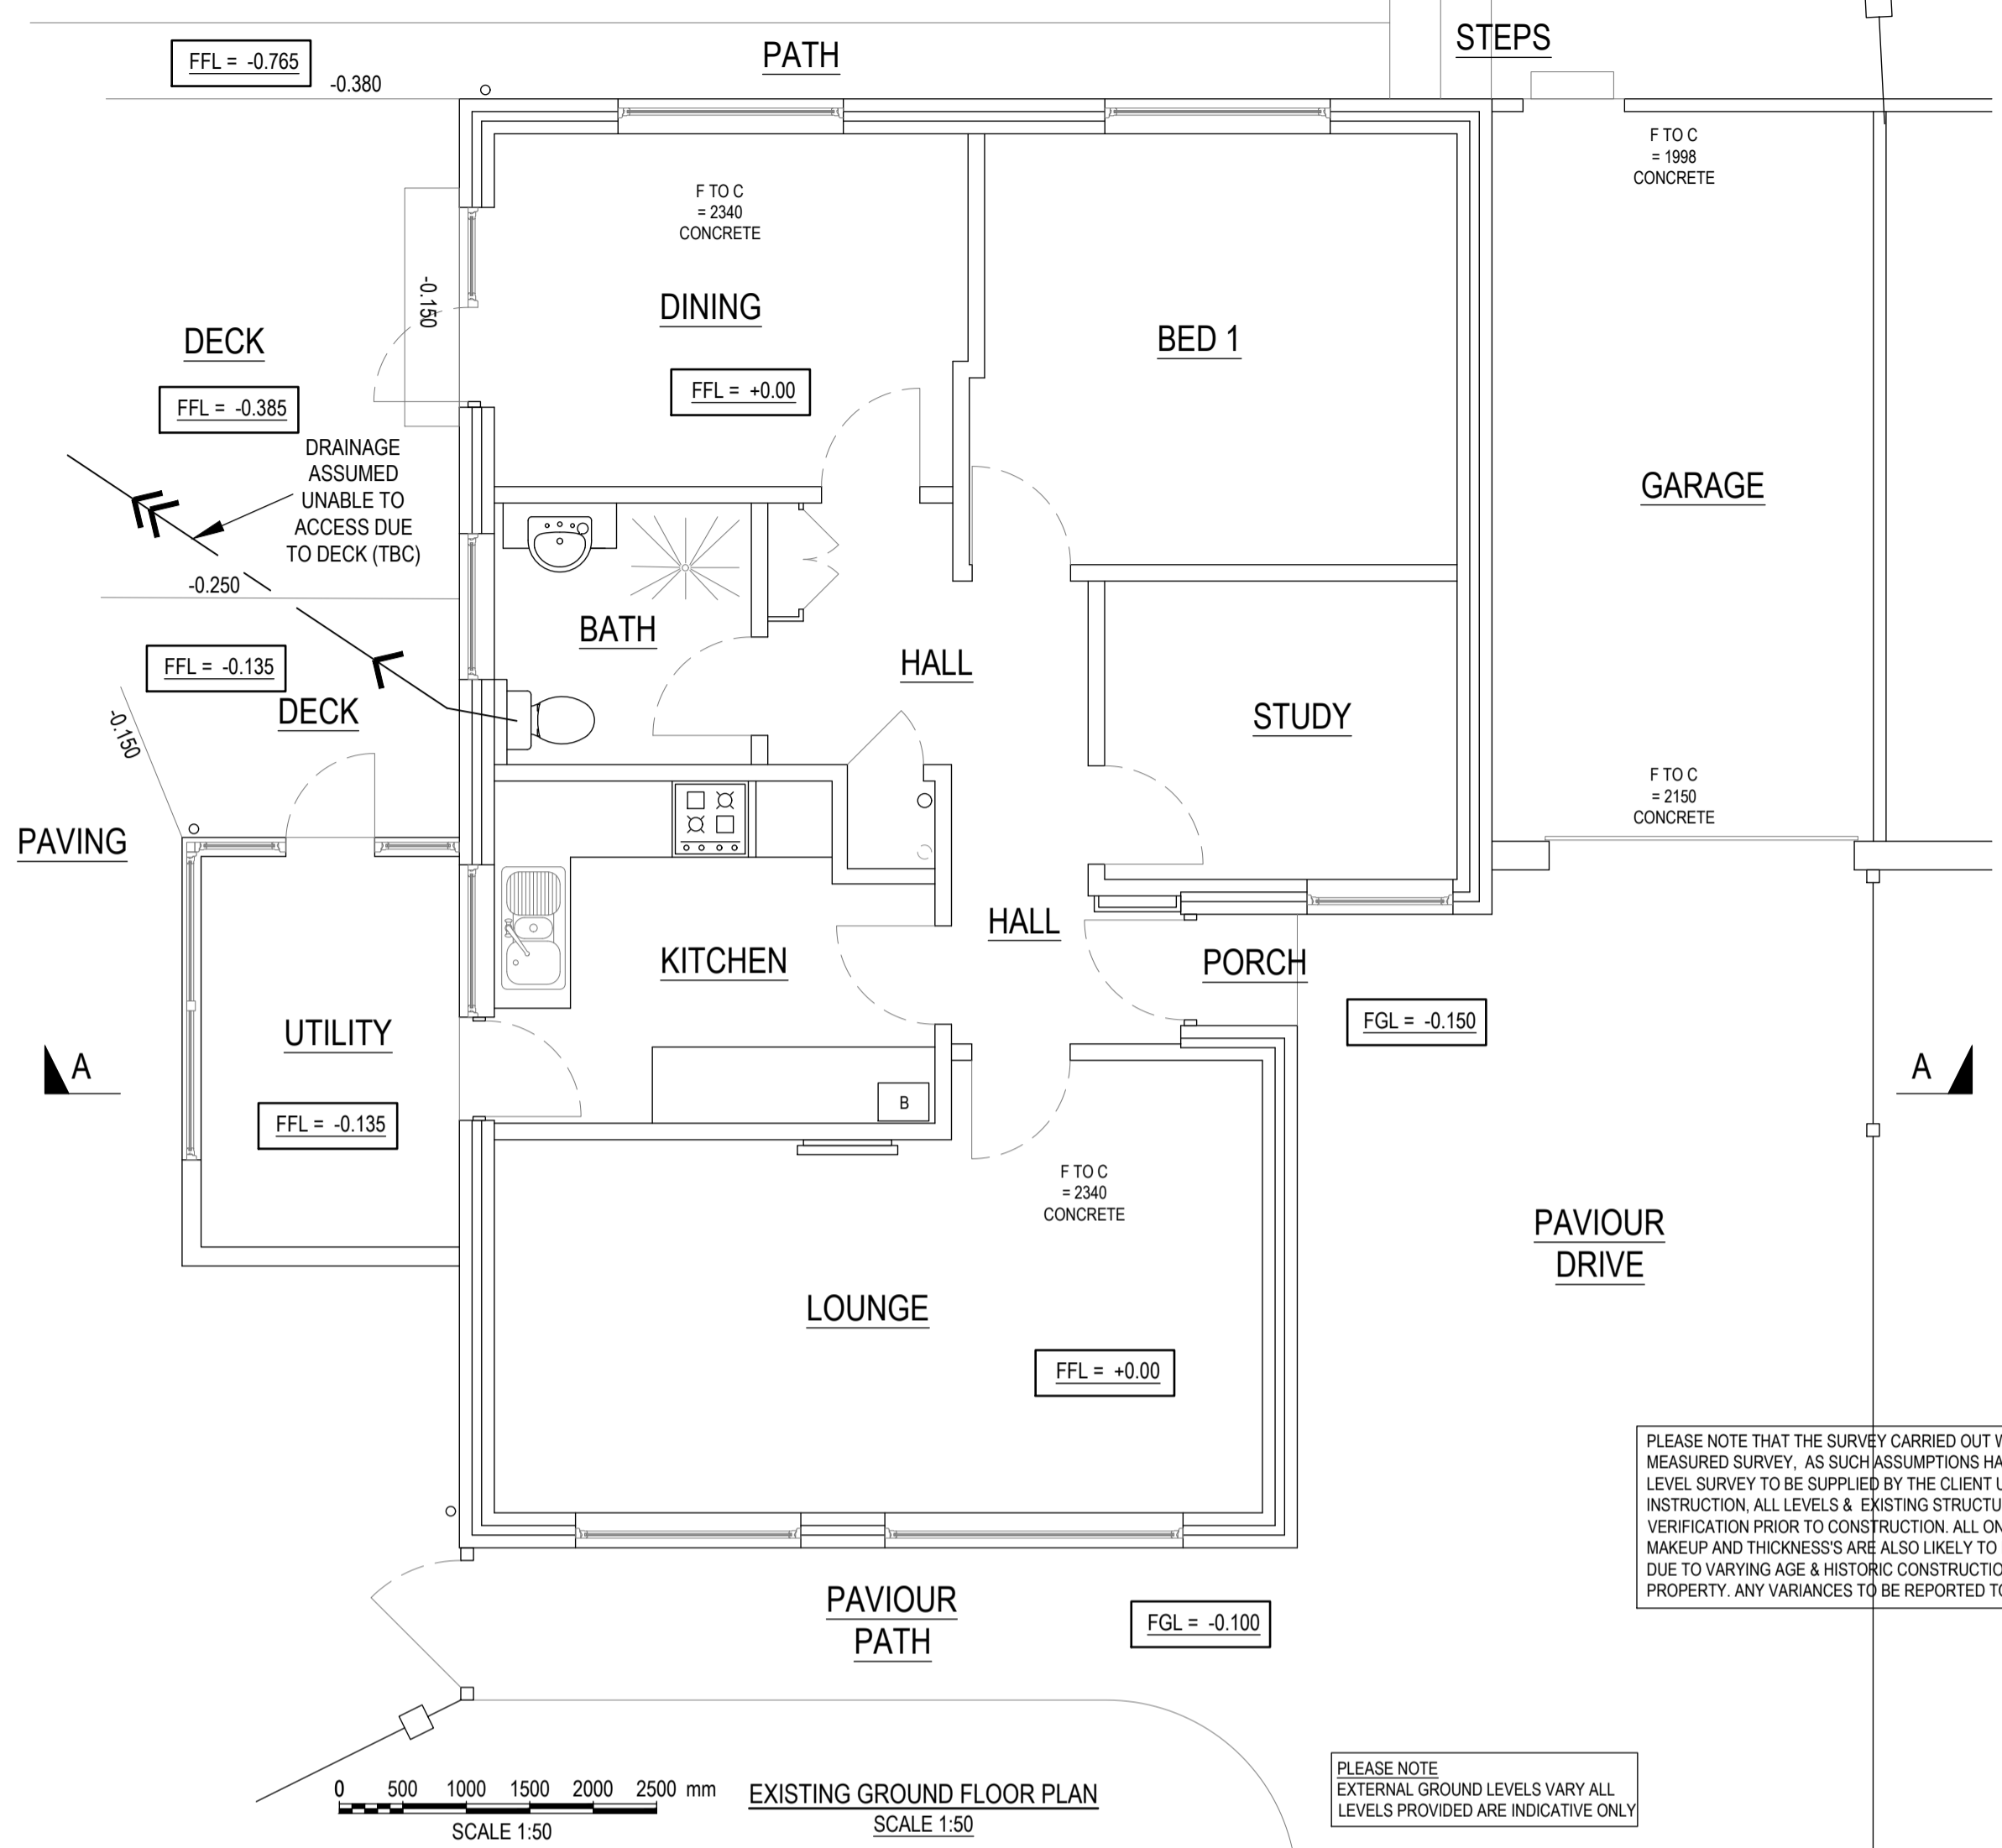 STEPS
PATH
FFL = -0.765
-0.380
F TO C
= 1998
CONCRETE
F TO C
= 2340
CONCRETE
-0.150
DINING
BED 1
DECK
FFL = -0.385
FFL = +0.00
DRAINAGE
ASSUMED
UNABLE TO
ACCESS DUE
TO DECK (TBC)
GARAGE
-0.250
BATH
HALL
FFL = -0.135
DECK
-0.150
STUDY
F TO C
= 2150
CONCRETE
PAVING
HALL
KITCHEN
PORCH
FGL = -0.150
UTILITY
A
A
B
FFL = -0.135
F TO C
= 2340
CONCRETE
PAVIOUR
DRIVE
LOUNGE
FFL = +0.00
PLEASE NOTE THAT THE SURVEY CARRIED OUT
MEASURED SURVEY, AS SUCH ASSUMPTIONS HA
LEVEL SURVEY TO BE SUPPLIED BY THE CLIENT
INSTRUCTION, ALL LEVELS & EXISTING STRUCTU
VERIFICATION PRIOR TO CONSTRUCTION. ALL ON
MAKEUP AND THICKNESS'S ARE ALSO LIKELY TO
DUE TO VARYING AGE & HISTORIC CONSTRUCTIO
PROPERTY. ANY VARIANCES TO BE REPORTED TO
PAVIOUR
PATH
FGL = -0.100
PLEASE NOTE
EXTERNAL GROUND LEVELS VARY ALL
LEVELS PROVIDED ARE INDICATIVE ONLY
0 500 1000 1500 2000 2500 mm
SCALE 1:50
EXISTING GROUND FLOOR PLAN
SCALE 1:50